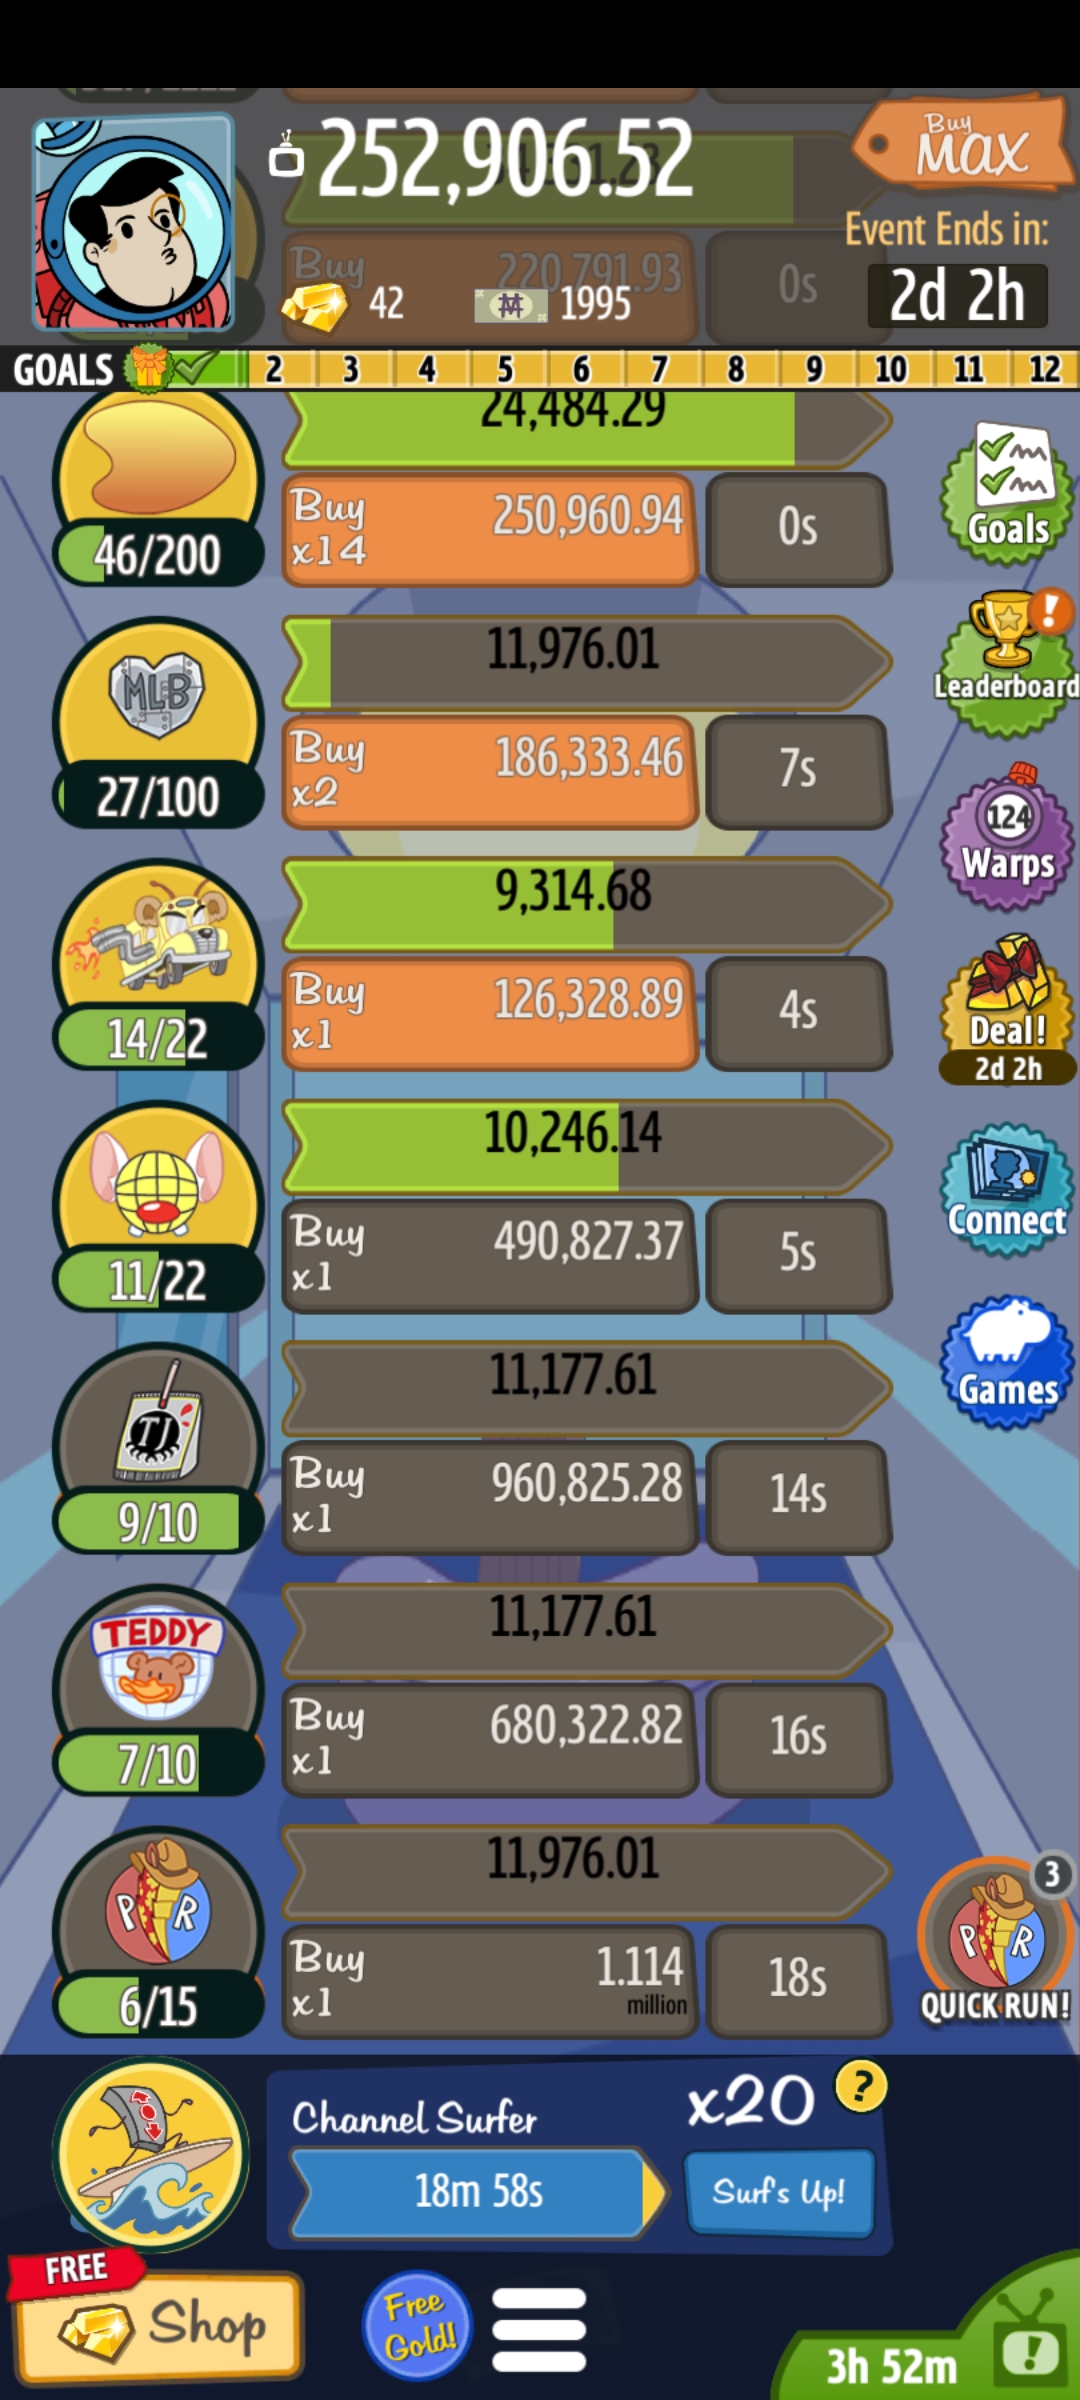 252,906.52
Buy
MAX
Event Ends in:
2d 2h
Buy 220,791.93
0s
42
1995
GOALS 2 3 4 5 6 7 8 9 10 11 12
24,484.29
46/200
Buy
x14
250,960.94
0s
Goals
MLB
27/100
11,976.01
Buy
x2
186,333.46
7s
Leaderboard
!
14/22
9,314.68
Buy
x1
126,328.89
4s
124
Warps
Deal!
2d 2h
11/22
10,246.14
Buy
x1
490,827.37
5s
Connect
TJ
9/10
11,177.61
Buy
x1
960,825.28
14s
Games
TEDDY
7/10
11,177.61
Buy
x1
680,322.82
16s
P R
6/15
11,976.01
Buy
x1
1.114
million
18s
3
P R
QUICK RUN!
Channel Surfer
x20
?
18m 58s
Surf's Up!
FREE
Shop
Free
Gold!
3h 52m
!